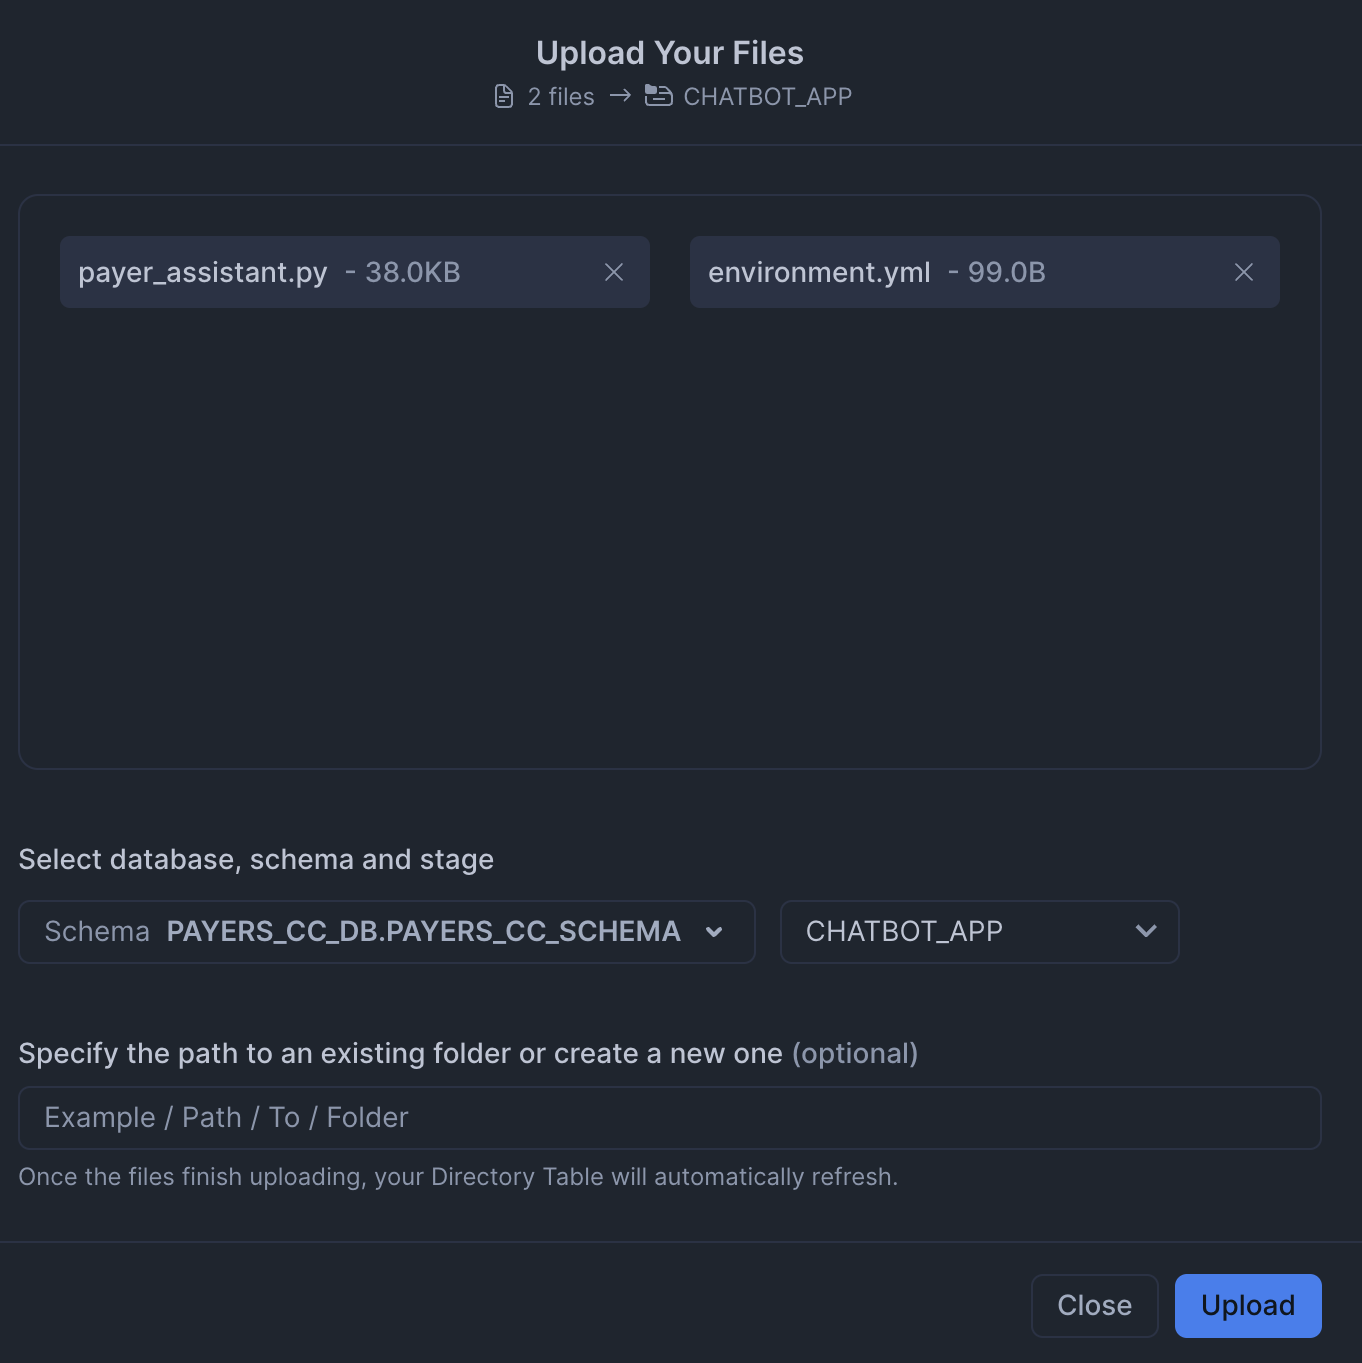 Upload Your Files
2 files → CHATBOT_APP
payer_assistant.py - 38.0KB
environment.yml - 99.0B
Select database, schema and stage
Schema PAYERS_CC_DB.PAYERS_CC_SCHEMA
CHATBOT_APP
Specify the path to an existing folder or create a new one (optional)
Example / Path / To / Folder
Once the files finish uploading, your Directory Table will automatically refresh.
Close
Upload